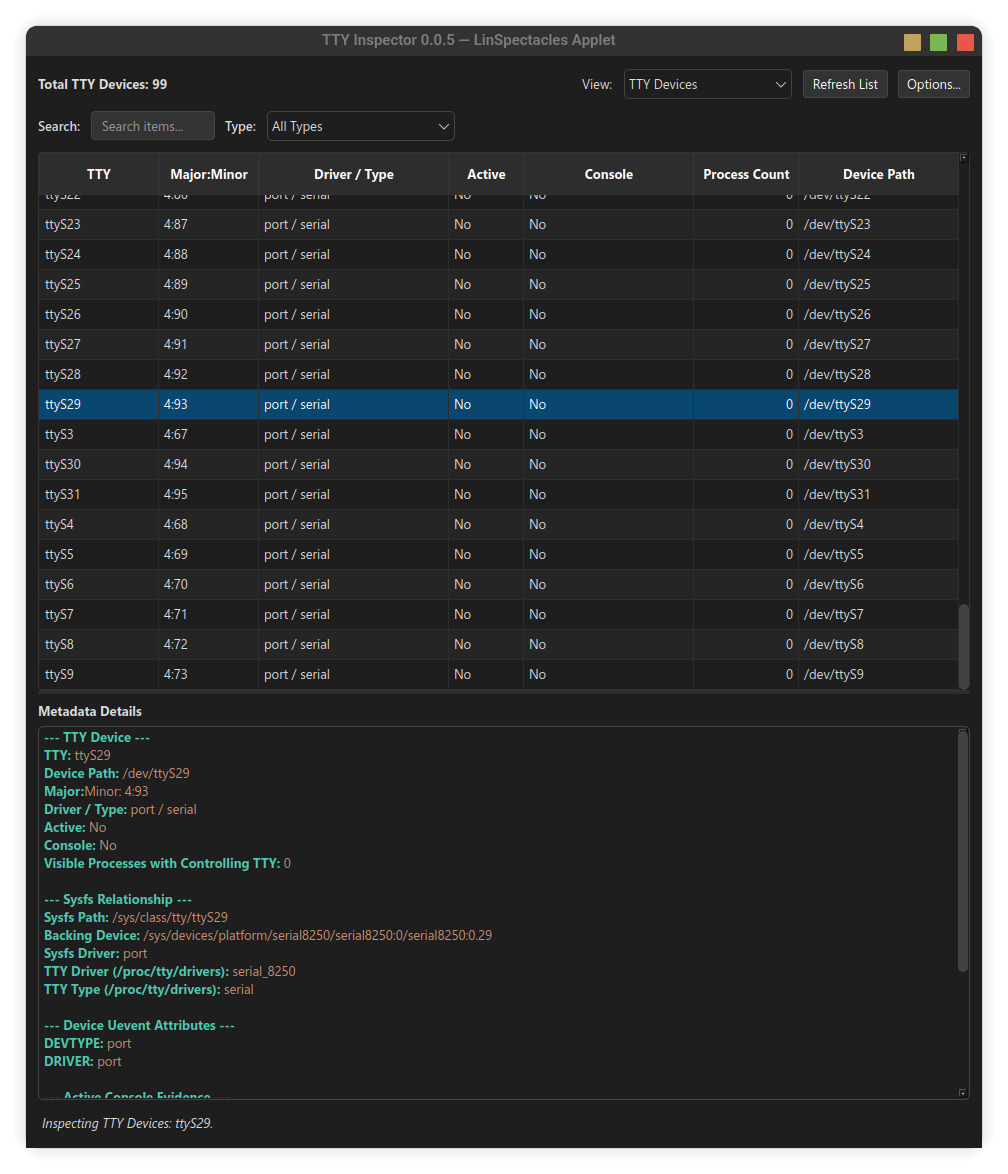 TTY Inspector 0.0.5 — LinSpectacles Applet
Total TTY Devices: 99 View: TTY Devices Refresh List Options...
Search: Search items... Type: All Types
TTY Major:Minor Driver / Type Active Console Process Count Device Path
ttyS22 4:86 port / serial No No 0 /dev/ttyS22
ttyS23 4:87 port / serial No No 0 /dev/ttyS23
ttyS24 4:88 port / serial No No 0 /dev/ttyS24
ttyS25 4:89 port / serial No No 0 /dev/ttyS25
ttyS26 4:90 port / serial No No 0 /dev/ttyS26
ttyS27 4:91 port / serial No No 0 /dev/ttyS27
ttyS28 4:92 port / serial No No 0 /dev/ttyS28
ttyS29 4:93 port / serial No No 0 /dev/ttyS29
ttyS3 4:67 port / serial No No 0 /dev/ttyS3
ttyS30 4:94 port / serial No No 0 /dev/ttyS30
ttyS31 4:95 port / serial No No 0 /dev/ttyS31
ttyS4 4:68 port / serial No No 0 /dev/ttyS4
ttyS5 4:69 port / serial No No 0 /dev/ttyS5
ttyS6 4:70 port / serial No No 0 /dev/ttyS6
ttyS7 4:71 port / serial No No 0 /dev/ttyS7
ttyS8 4:72 port / serial No No 0 /dev/ttyS8
ttyS9 4:73 port / serial No No 0 /dev/ttyS9
Metadata Details
--- TTY Device ---
TTY: ttyS29
Device Path: /dev/ttyS29
Major:Minor: 4:93
Driver / Type: port / serial
Active: No
Console: No
Visible Processes with Controlling TTY: 0
--- Sysfs Relationship ---
Sysfs Path: /sys/class/tty/ttyS29
Backing Device: /sys/devices/platform/serial8250/serial8250:0/serial8250:0.29
Sysfs Driver: port
TTY Driver (/proc/tty/drivers): serial_8250
TTY Type (/proc/tty/drivers): serial
--- Device Uevent Attributes ---
DEVTYPE: port
DRIVER: port
--- Active Console Evidence ---
Inspecting TTY Devices: ttyS29.